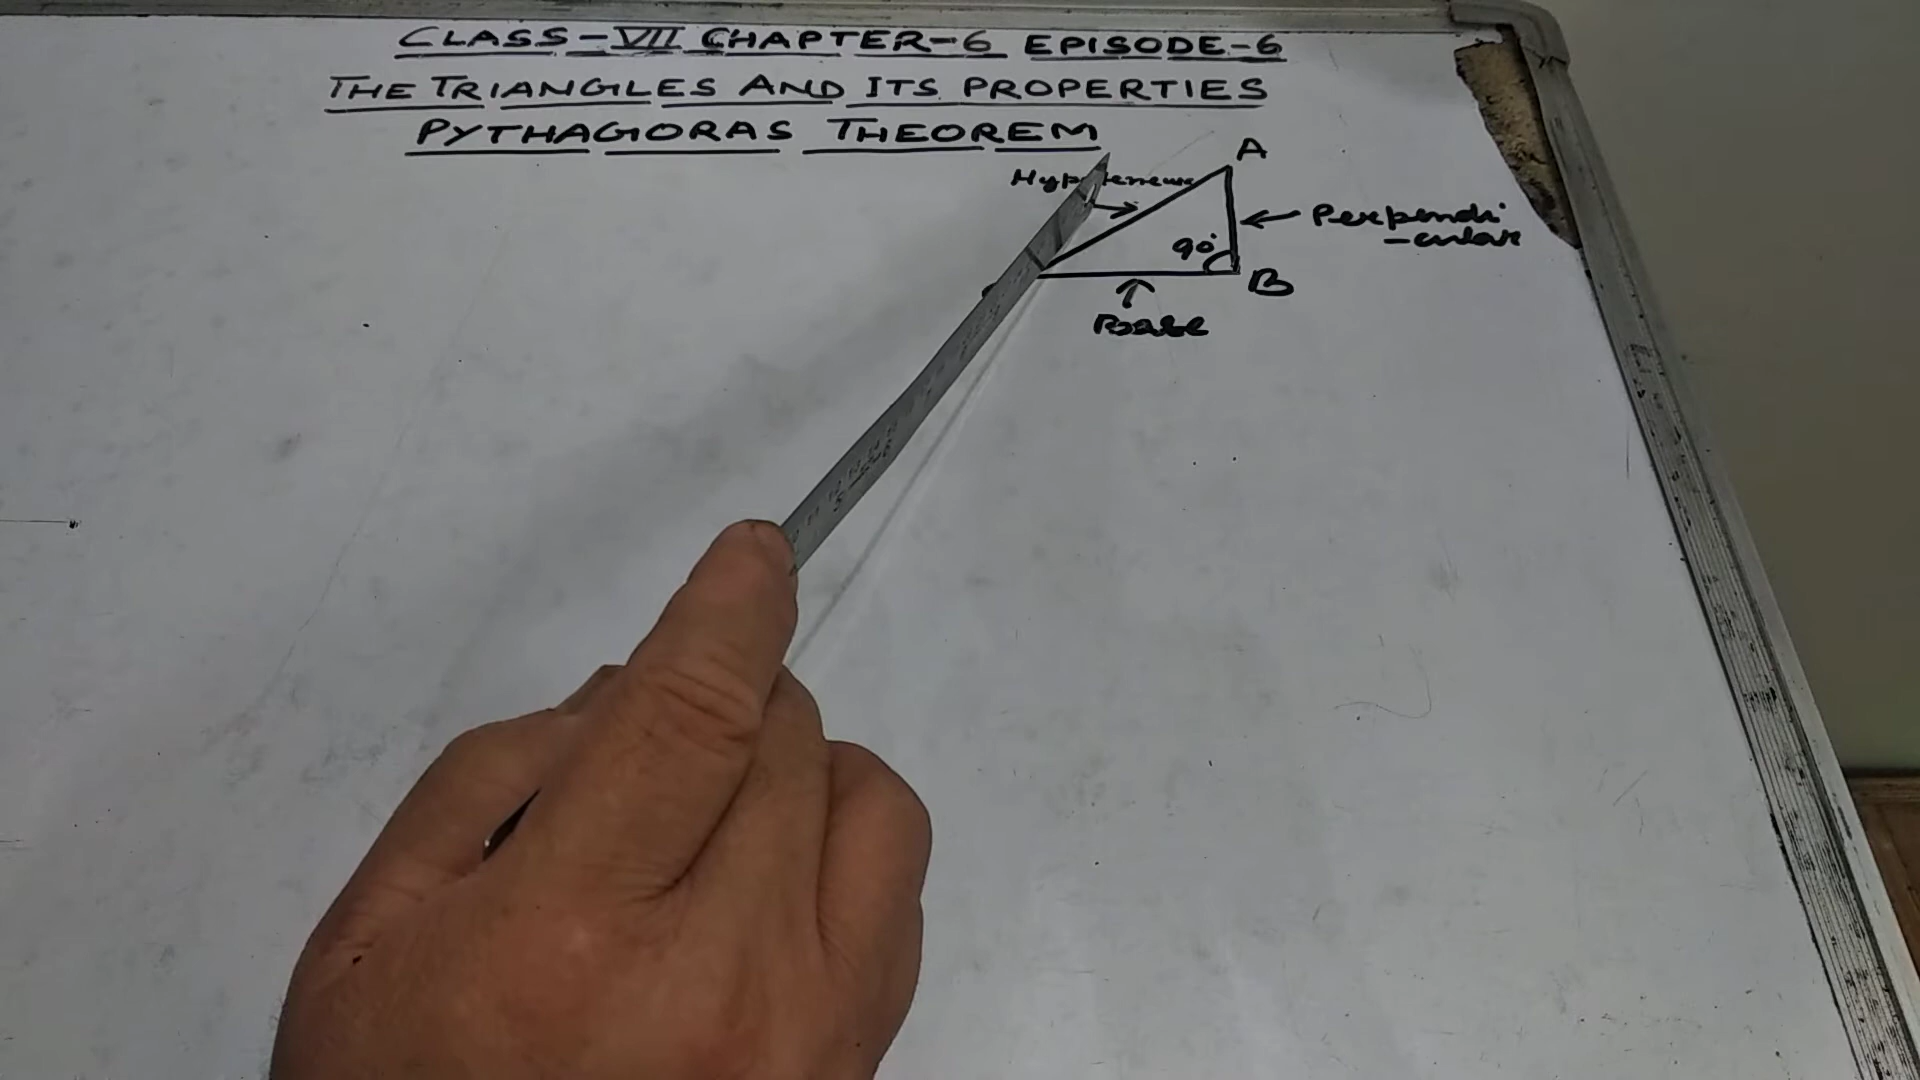 CLASS-VII CHAPTER-6 EPISODE-6
THE TRIANGLES AND ITS PROPERTIES
PYTHAGORAS THEOREM
A
Perpendi
-cular
90°
B
Base